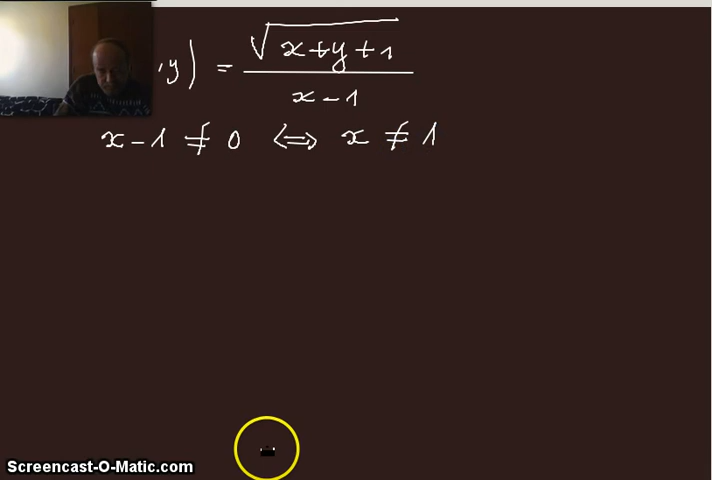 ,y) = √(x+y+1) / (x-1)
x-1 ≠ 0 ⇔ x ≠ 1
Screencast-O-Matic.com